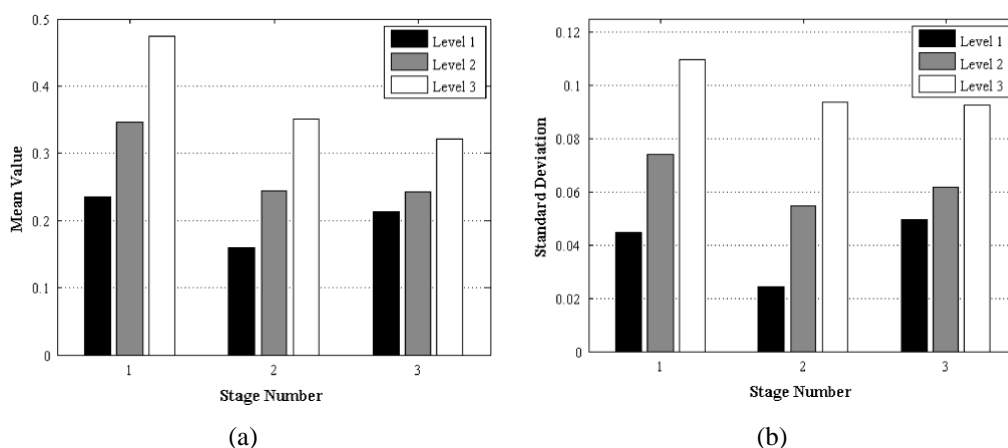 0.5
0.4
0.3
0.2
0.1
0
Mean Value
Level 1
Level 2
Level 3
1 2 3
Stage Number
(a)
0.12
0.1
0.08
0.06
0.04
0.02
0
Standard Deviation
Level 1
Level 2
Level 3
1 2 3
Stage Number
(b)